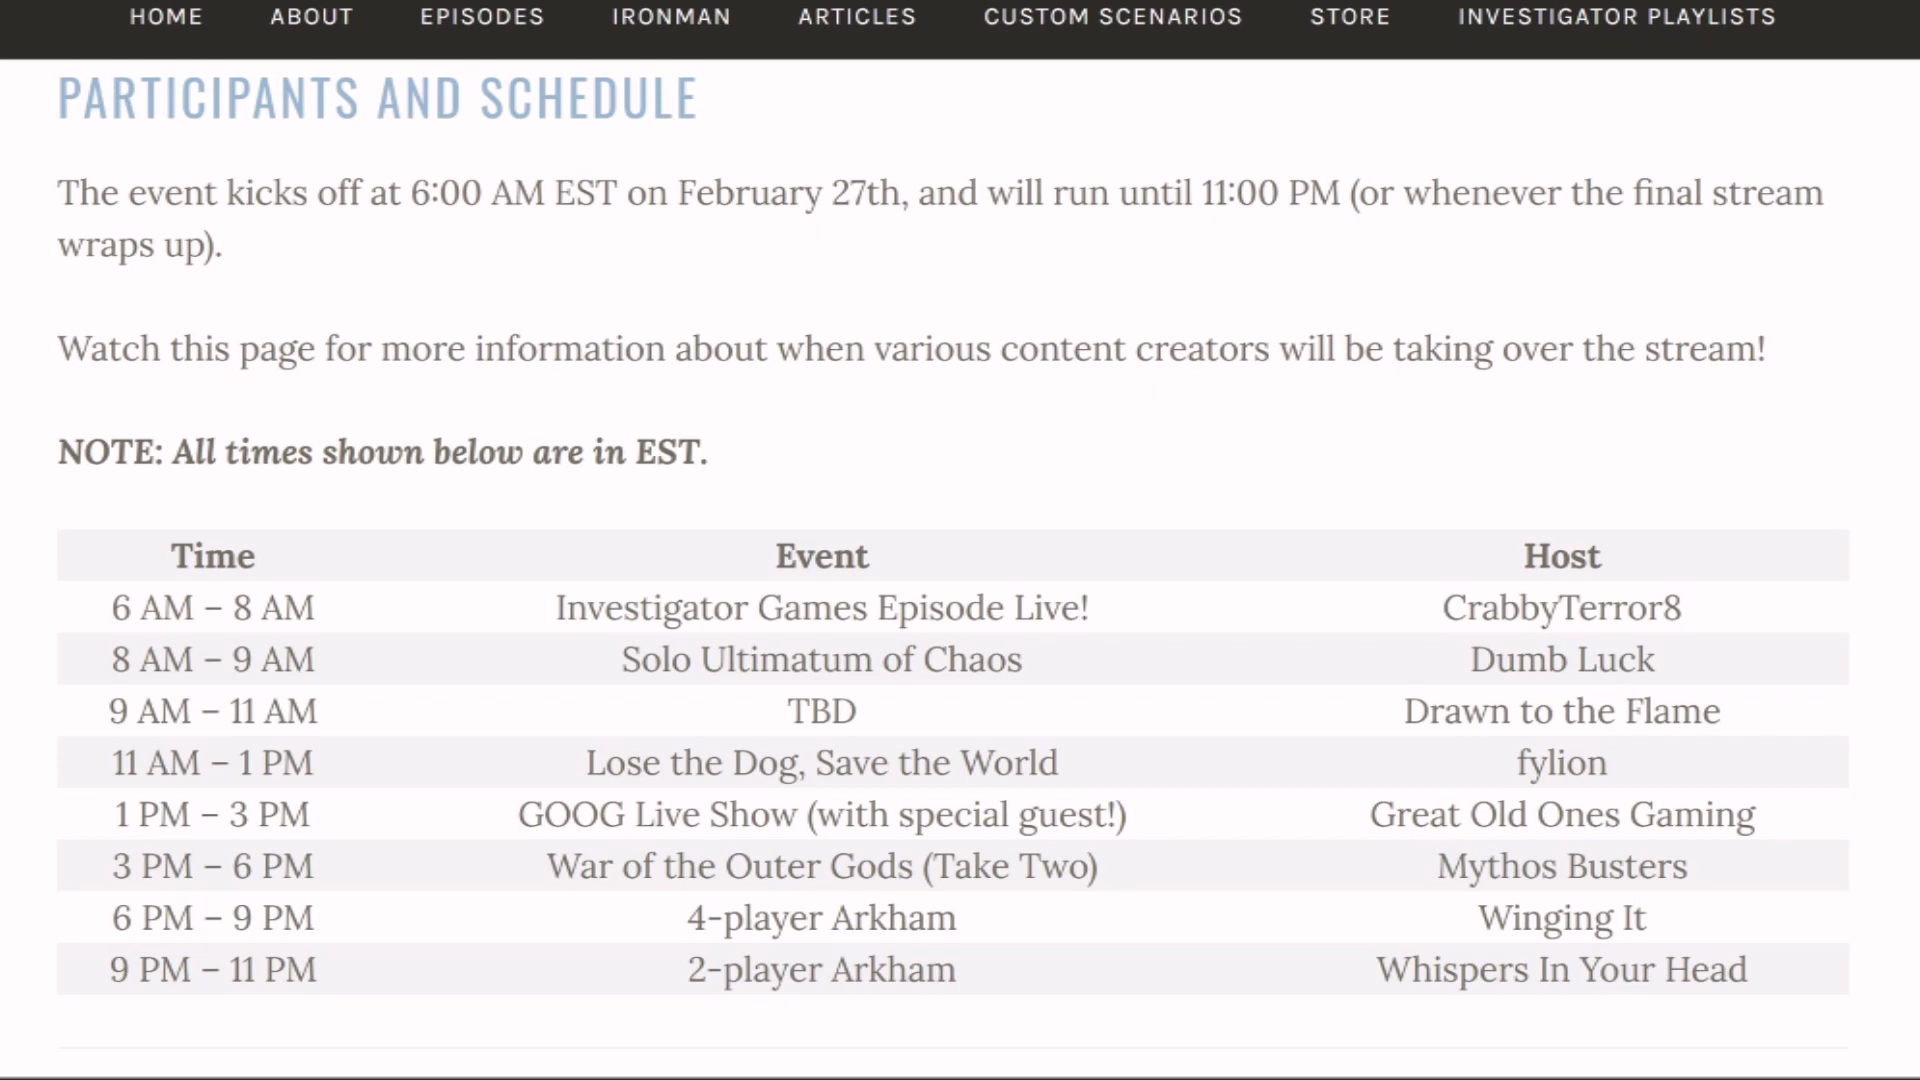 HOME ABOUT EPISODES IRONMAN ARTICLES CUSTOM SCENARIOS STORE INVESTIGATOR PLAYLISTS
PARTICIPANTS AND SCHEDULE
The event kicks off at 6:00 AM EST on February 27th, and will run until 11:00 PM (or whenever the final stream
wraps up).
Watch this page for more information about when various content creators will be taking over the stream!
NOTE: All times shown below are in EST.
Time Event Host
6 AM – 8 AM Investigator Games Episode Live! CrabbyTerror8
8 AM – 9 AM Solo Ultimatum of Chaos Dumb Luck
9 AM – 11 AM TBD Drawn to the Flame
11 AM – 1 PM Lose the Dog, Save the World fylion
1 PM – 3 PM GOOG Live Show (with special guest!) Great Old Ones Gaming
3 PM – 6 PM War of the Outer Gods (Take Two) Mythos Busters
6 PM – 9 PM 4-player Arkham Winging It
9 PM – 11 PM 2-player Arkham Whispers In Your Head